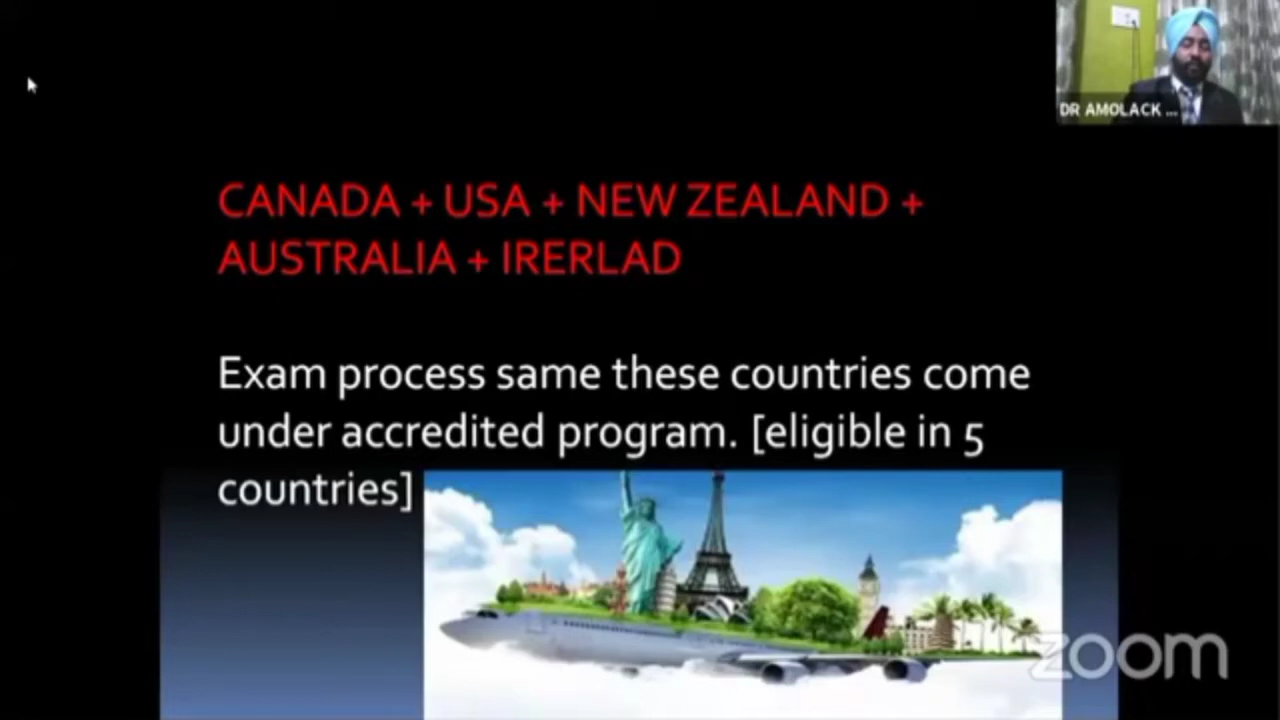 DR AMOLACK ...
CANADA + USA + NEW ZEALAND +
AUSTRALIA + IRERLAD
Exam process same these countries come
under accredited program. [eligible in 5
countries]
zoom